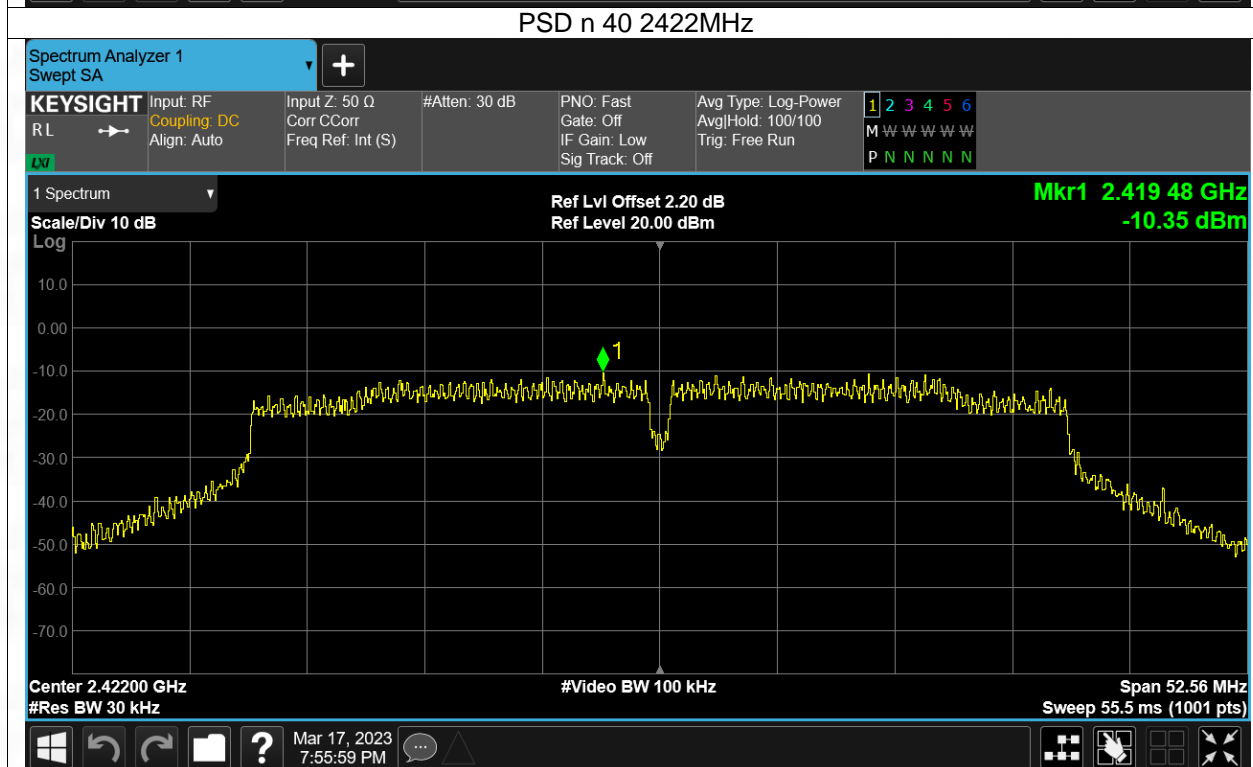 PSD n 40 2422MHz
Spectrum Analyzer 1
Swept SA
KEYSIGHT
R L
LXI
Input: RF
Coupling: DC
Align: Auto
Input Z: 50 Ω
Corr CCorr
Freq Ref: Int (S)
#Atten: 30 dB
PNO: Fast
Gate: Off
IF Gain: Low
Sig Track: Off
Avg Type: Log-Power
Avg|Hold: 100/100
Trig: Free Run
1 2 3 4 5 6
M W W W W W
P N N N N N
1 Spectrum
Scale/Div 10 dB
Ref Lvl Offset 2.20 dB
Ref Level 20.00 dBm
Mkr1 2.419 48 GHz
-10.35 dBm
Log
10.0
0.00
-10.0
-20.0
-30.0
-40.0
-50.0
-60.0
-70.0
1
Center 2.42200 GHz
#Res BW 30 kHz
#Video BW 100 kHz
Span 52.56 MHz
Sweep 55.5 ms (1001 pts)
Mar 17, 2023
7:55:59 PM